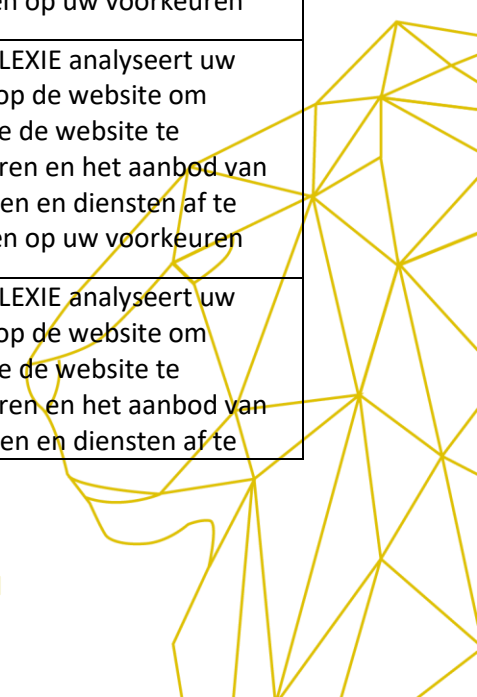 en op uw voorkeuren
LEXIE analyseert uw
op de website om
e de website te
ren en het aanbod van
en en diensten af te
en op uw voorkeuren
LEXIE analyseert uw
op de website om
e de website te
ren en het aanbod van
en en diensten af te